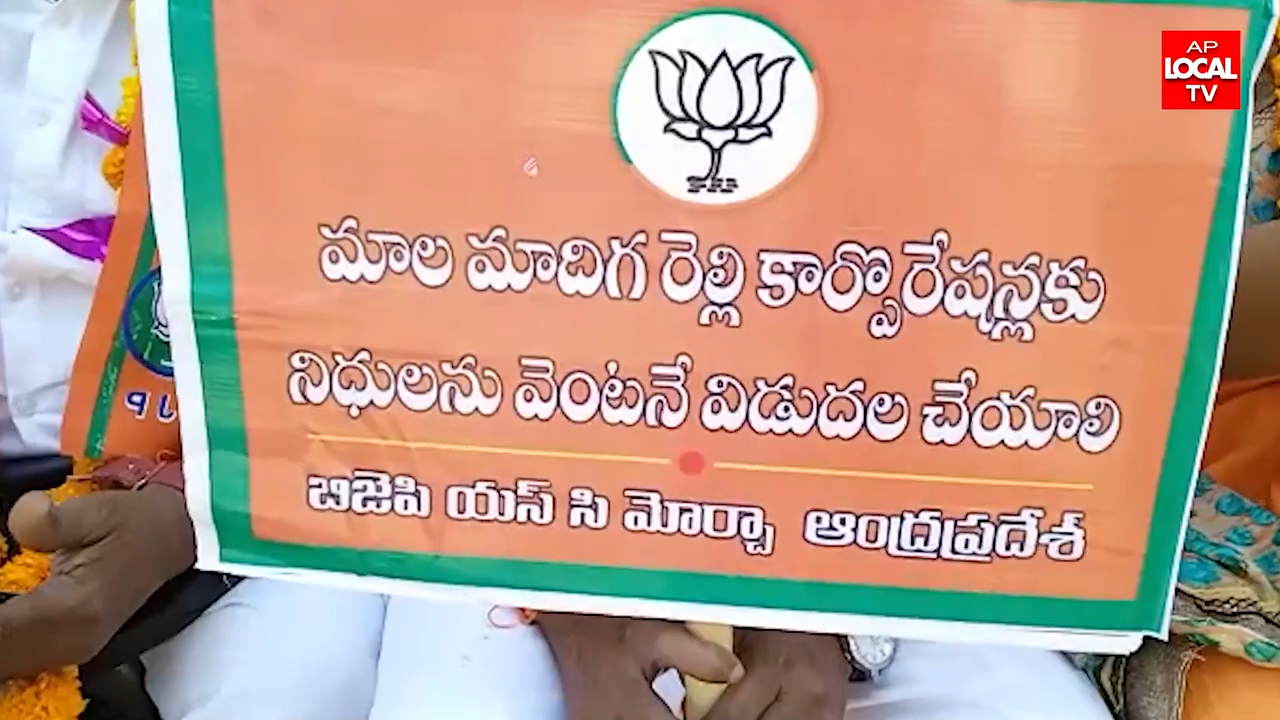 AP
LOCAL
TV
మాల మాదిగ రెల్లి కార్పొరేషన్లకు
నిధులను వెంటనే విడుదల చేయాలి
బిజెపి యస్ సి మోర్చా ఆంధ్రప్రదేశ్